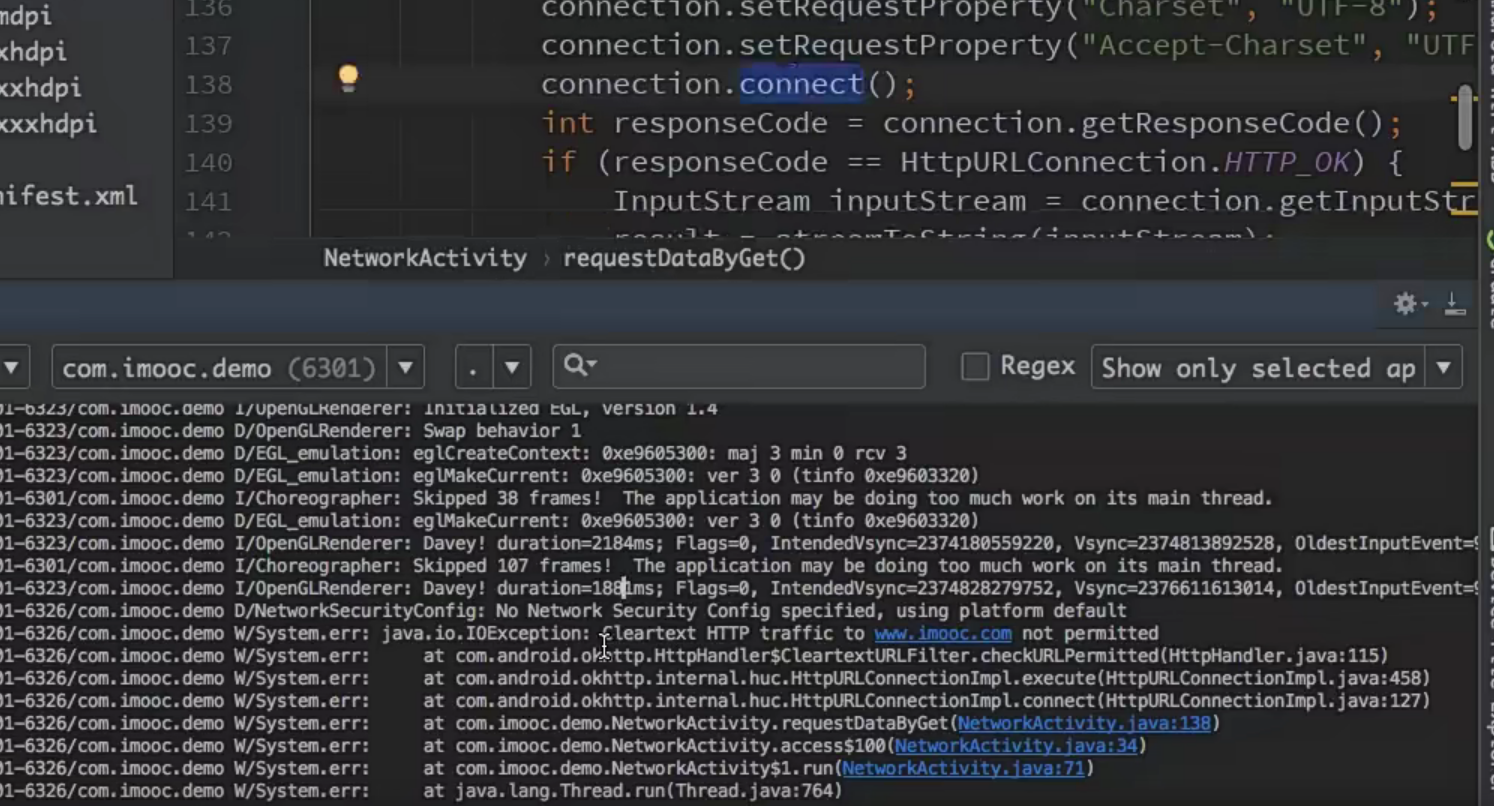 mdpi
xhdpi
xxhdpi
xxxhdpi
nifest.xml
136 connection.setRequestProperty("Charset", "UTF-8");
137 connection.setRequestProperty("Accept-Charset", "UTF
138 connection.connect();
139 int responseCode = connection.getResponseCode();
140 if (responseCode == HttpURLConnection.HTTP_OK) {
141 InputStream inputStream = connection.getInputStr
142 result = streamToString(inputStream);
NetworkActivity › requestDataByGet()
com.imooc.demo (6301) . Regex Show only selected ap
01-6323/com.imooc.demo I/OpenGLRenderer: Initialized EGL, version 1.4
01-6323/com.imooc.demo D/OpenGLRenderer: Swap behavior 1
01-6323/com.imooc.demo D/EGL_emulation: eglCreateContext: 0xe9605300: maj 3 min 0 rcv 3
01-6323/com.imooc.demo D/EGL_emulation: eglMakeCurrent: 0xe9605300: ver 3 0 (tinfo 0xe9603320)
01-6301/com.imooc.demo I/Choreographer: Skipped 38 frames!  The application may be doing too much work on its main thread.
01-6323/com.imooc.demo D/EGL_emulation: eglMakeCurrent: 0xe9605300: ver 3 0 (tinfo 0xe9603320)
01-6323/com.imooc.demo I/OpenGLRenderer: Davey! duration=2184ms; Flags=0, IntendedVsync=2374180559220, Vsync=2374813892528, OldestInputEvent=9
01-6301/com.imooc.demo I/Choreographer: Skipped 107 frames!  The application may be doing too much work on its main thread.
01-6323/com.imooc.demo I/OpenGLRenderer: Davey! duration=1881ms; Flags=0, IntendedVsync=2374828279752, Vsync=2376611613014, OldestInputEvent=9
01-6326/com.imooc.demo D/NetworkSecurityConfig: No Network Security Config specified, using platform default
01-6326/com.imooc.demo W/System.err: java.io.IOException: Cleartext HTTP traffic to www.imooc.com not permitted
01-6326/com.imooc.demo W/System.err:     at com.android.okhttp.HttpHandler$CleartextURLFilter.checkURLPermitted(HttpHandler.java:115)
01-6326/com.imooc.demo W/System.err:     at com.android.okhttp.internal.huc.HttpURLConnectionImpl.execute(HttpURLConnectionImpl.java:458)
01-6326/com.imooc.demo W/System.err:     at com.android.okhttp.internal.huc.HttpURLConnectionImpl.connect(HttpURLConnectionImpl.java:127)
01-6326/com.imooc.demo W/System.err:     at com.imooc.demo.NetworkActivity.requestDataByGet(NetworkActivity.java:138)
01-6326/com.imooc.demo W/System.err:     at com.imooc.demo.NetworkActivity.access$100(NetworkActivity.java:34)
01-6326/com.imooc.demo W/System.err:     at com.imooc.demo.NetworkActivity$1.run(NetworkActivity.java:71)
01-6326/com.imooc.demo W/System.err:     at java.lang.Thread.run(Thread.java:764)